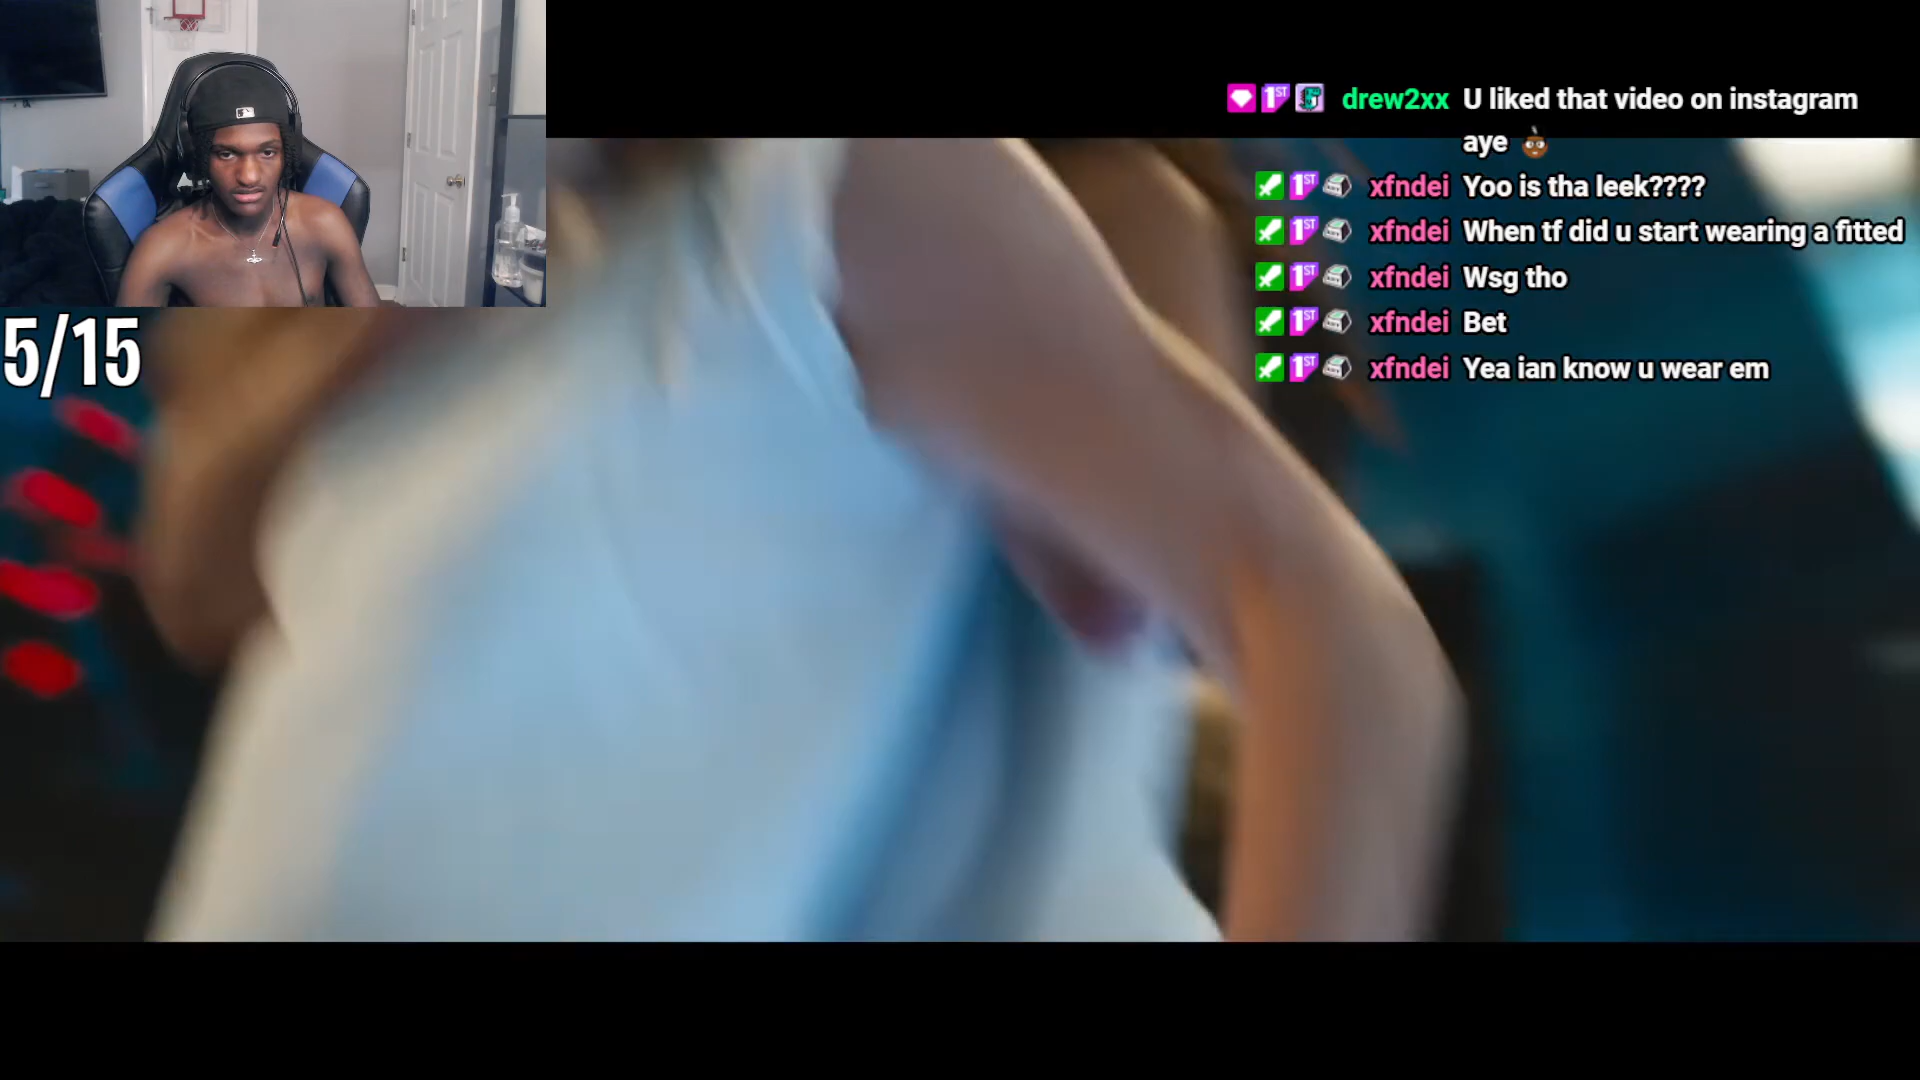 drew2xx U liked that video on instagram
aye
xfndei Yoo is tha leek????
xfndei When tf did u start wearing a fitted
xfndei Wsg tho
xfndei Bet
xfndei Yea ian know u wear em
5/15